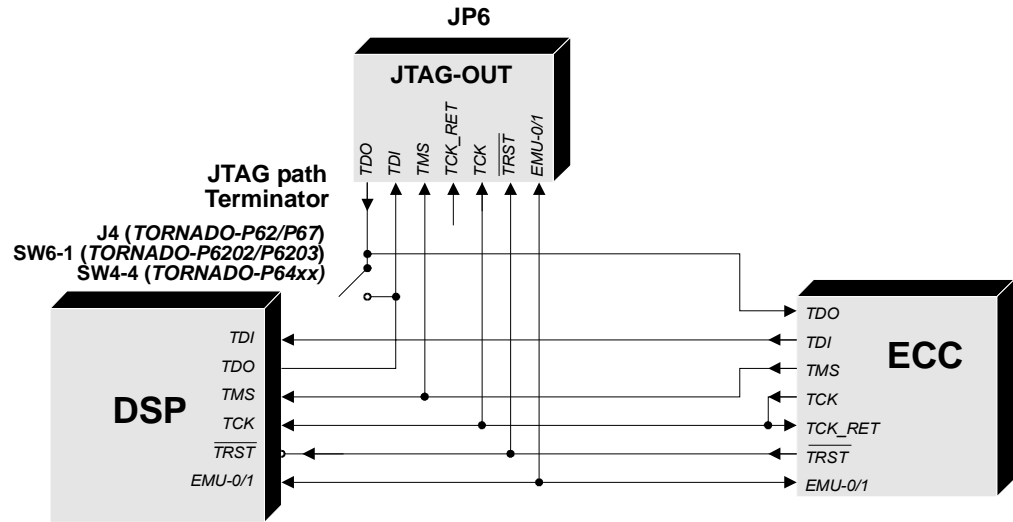 JP6
JTAG-OUT
TDO
TDI
TMS
TCK_RET
TCK
TRST
EMU-0/1
JTAG path
Terminator
J4 (TORNADO-P62/P67)
SW6-1 (TORNADO-P6202/P6203)
SW4-4 (TORNADO-P64xx)
DSP
TDI
TDO
TMS
TCK
TRST
EMU-0/1
ECC
TDO
TDI
TMS
TCK
TCK_RET
TRST
EMU-0/1